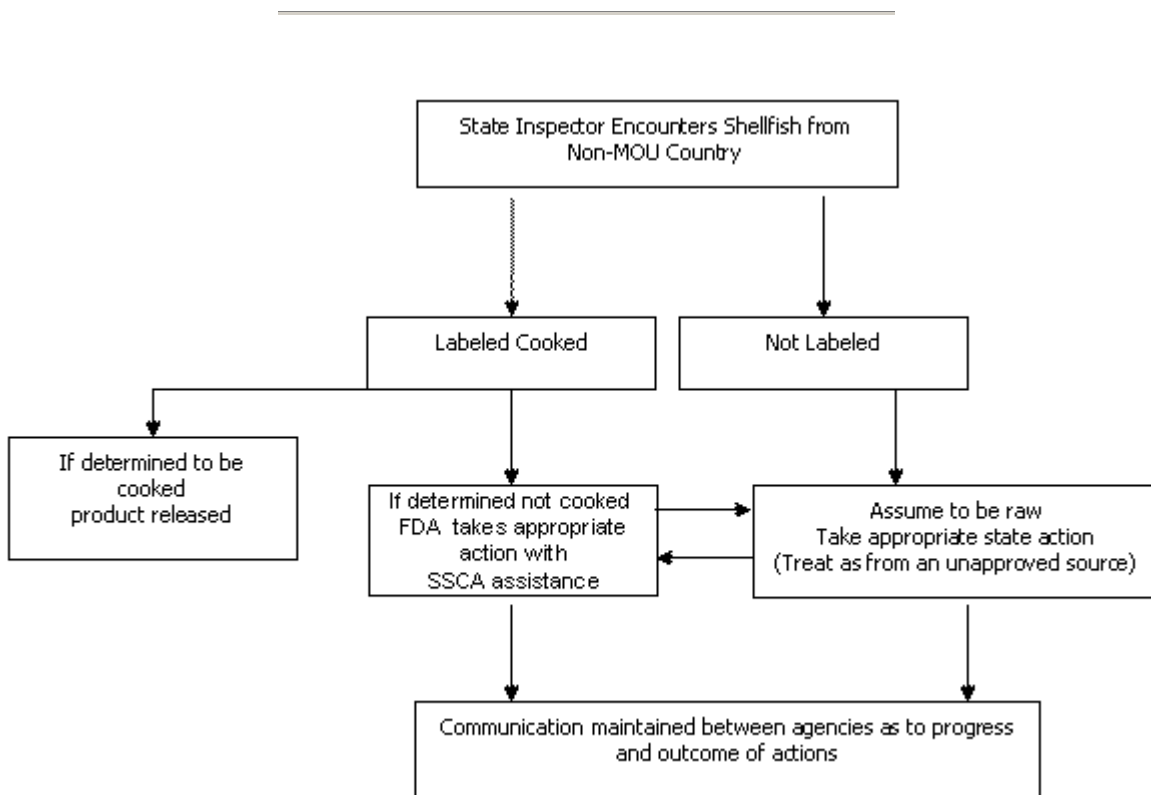 State Inspector Encounters Shellfish from
Non-MOU Country
Labeled Cooked
Not Labeled
If determined to be
cooked
product released
If determined not cooked
FDA takes appropriate
action with
SSCA assistance
Assume to be raw
Take appropriate state action
(Treat as from an unapproved source)
Communication maintained between agencies as to progress
and outcome of actions